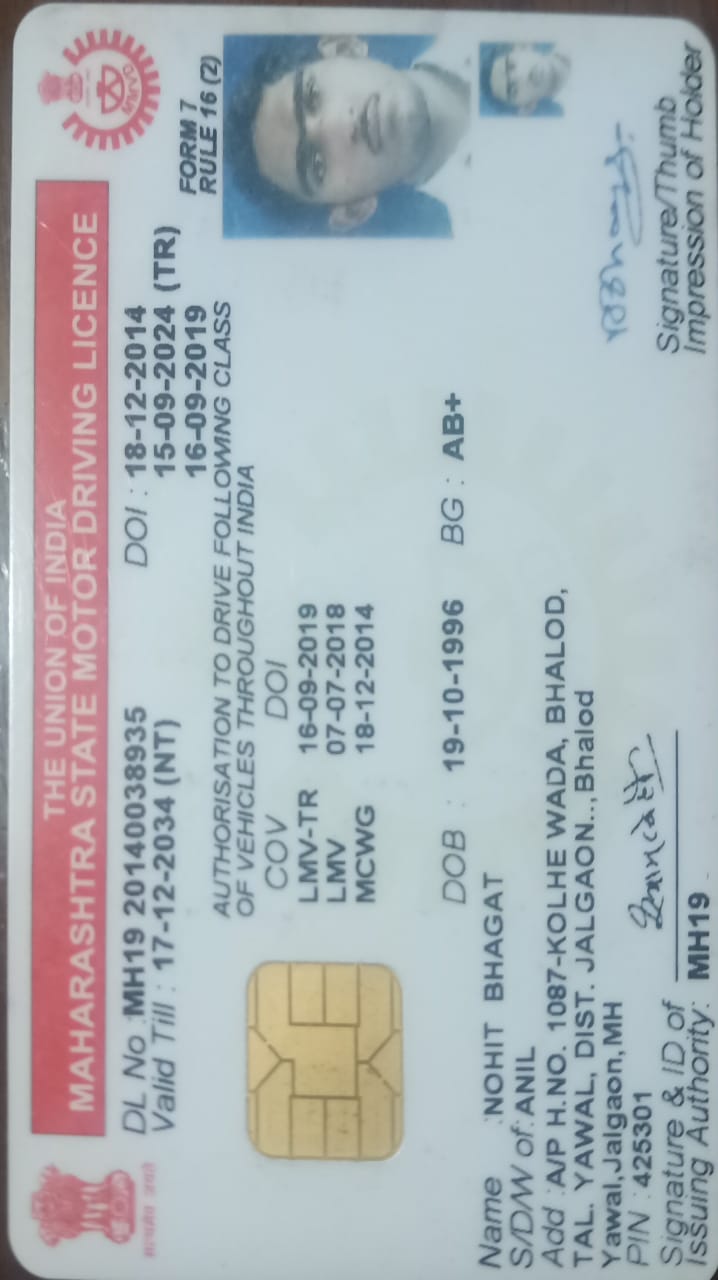 THE UNION OF INDIA
MAHARASHTRA STATE MOTOR DRIVING LICENCE
DL No : MH19 20140038935 DOI : 18-12-2014
Valid Till : 17-12-2034 (NT) 15-09-2024 (TR)
16-09-2019
FORM 7
RULE 16 (2)
AUTHORISATION TO DRIVE FOLLOWING CLASS
OF VEHICLES THROUGHOUT INDIA
COV DOI
LMV-TR 16-09-2019
LMV 07-07-2018
MCWG 18-12-2014
DOB : 19-10-1996 BG : AB+
Name :NOHIT BHAGAT
S/D/W of:ANIL
Add :A/P H.NO. 1087-KOLHE WADA, BHALOD,
TAL. YAWAL, DIST. JALGAON..,Bhalod
Yawal,Jalgaon,MH
PIN :425301
Signature & ID of
Issuing Authority: MH19
Signature/Thumb
Impression of Holder